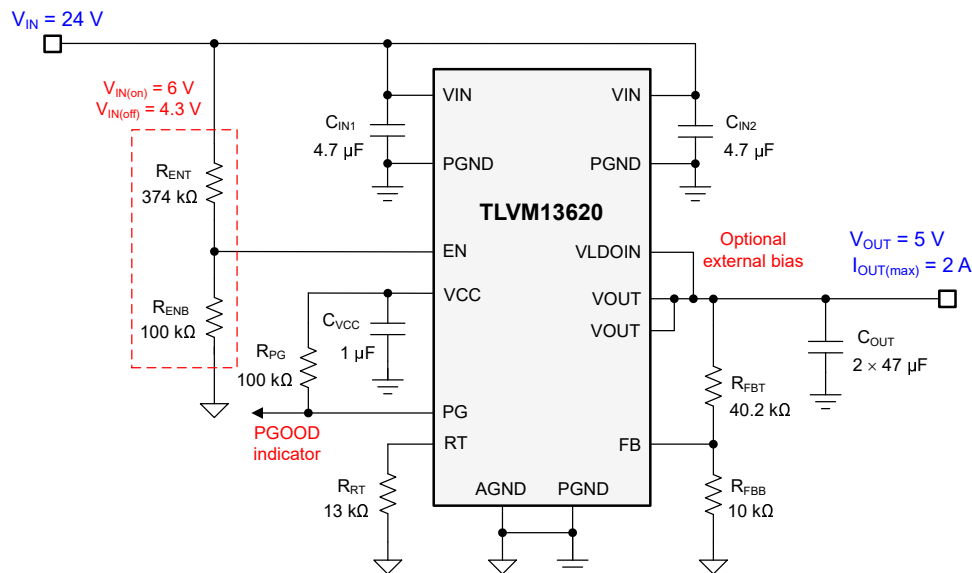 V_IN = 24 V
V_IN(on) = 6 V
V_IN(off) = 4.3 V
R_ENT
374 kΩ
R_ENB
100 kΩ
C_IN1
4.7 µF
C_VCC
1 µF
R_PG
100 kΩ
PGOOD
indicator
R_RT
13 kΩ
VIN
PGND
EN
VCC
PG
RT
TLVM13620
VIN
PGND
VLDOIN
VOUT
VOUT
FB
AGND
PGND
C_IN2
4.7 µF
Optional
external bias
V_OUT = 5 V
I_OUT(max) = 2 A
C_OUT
2 × 47 µF
R_FBT
40.2 kΩ
R_FBB
10 kΩ